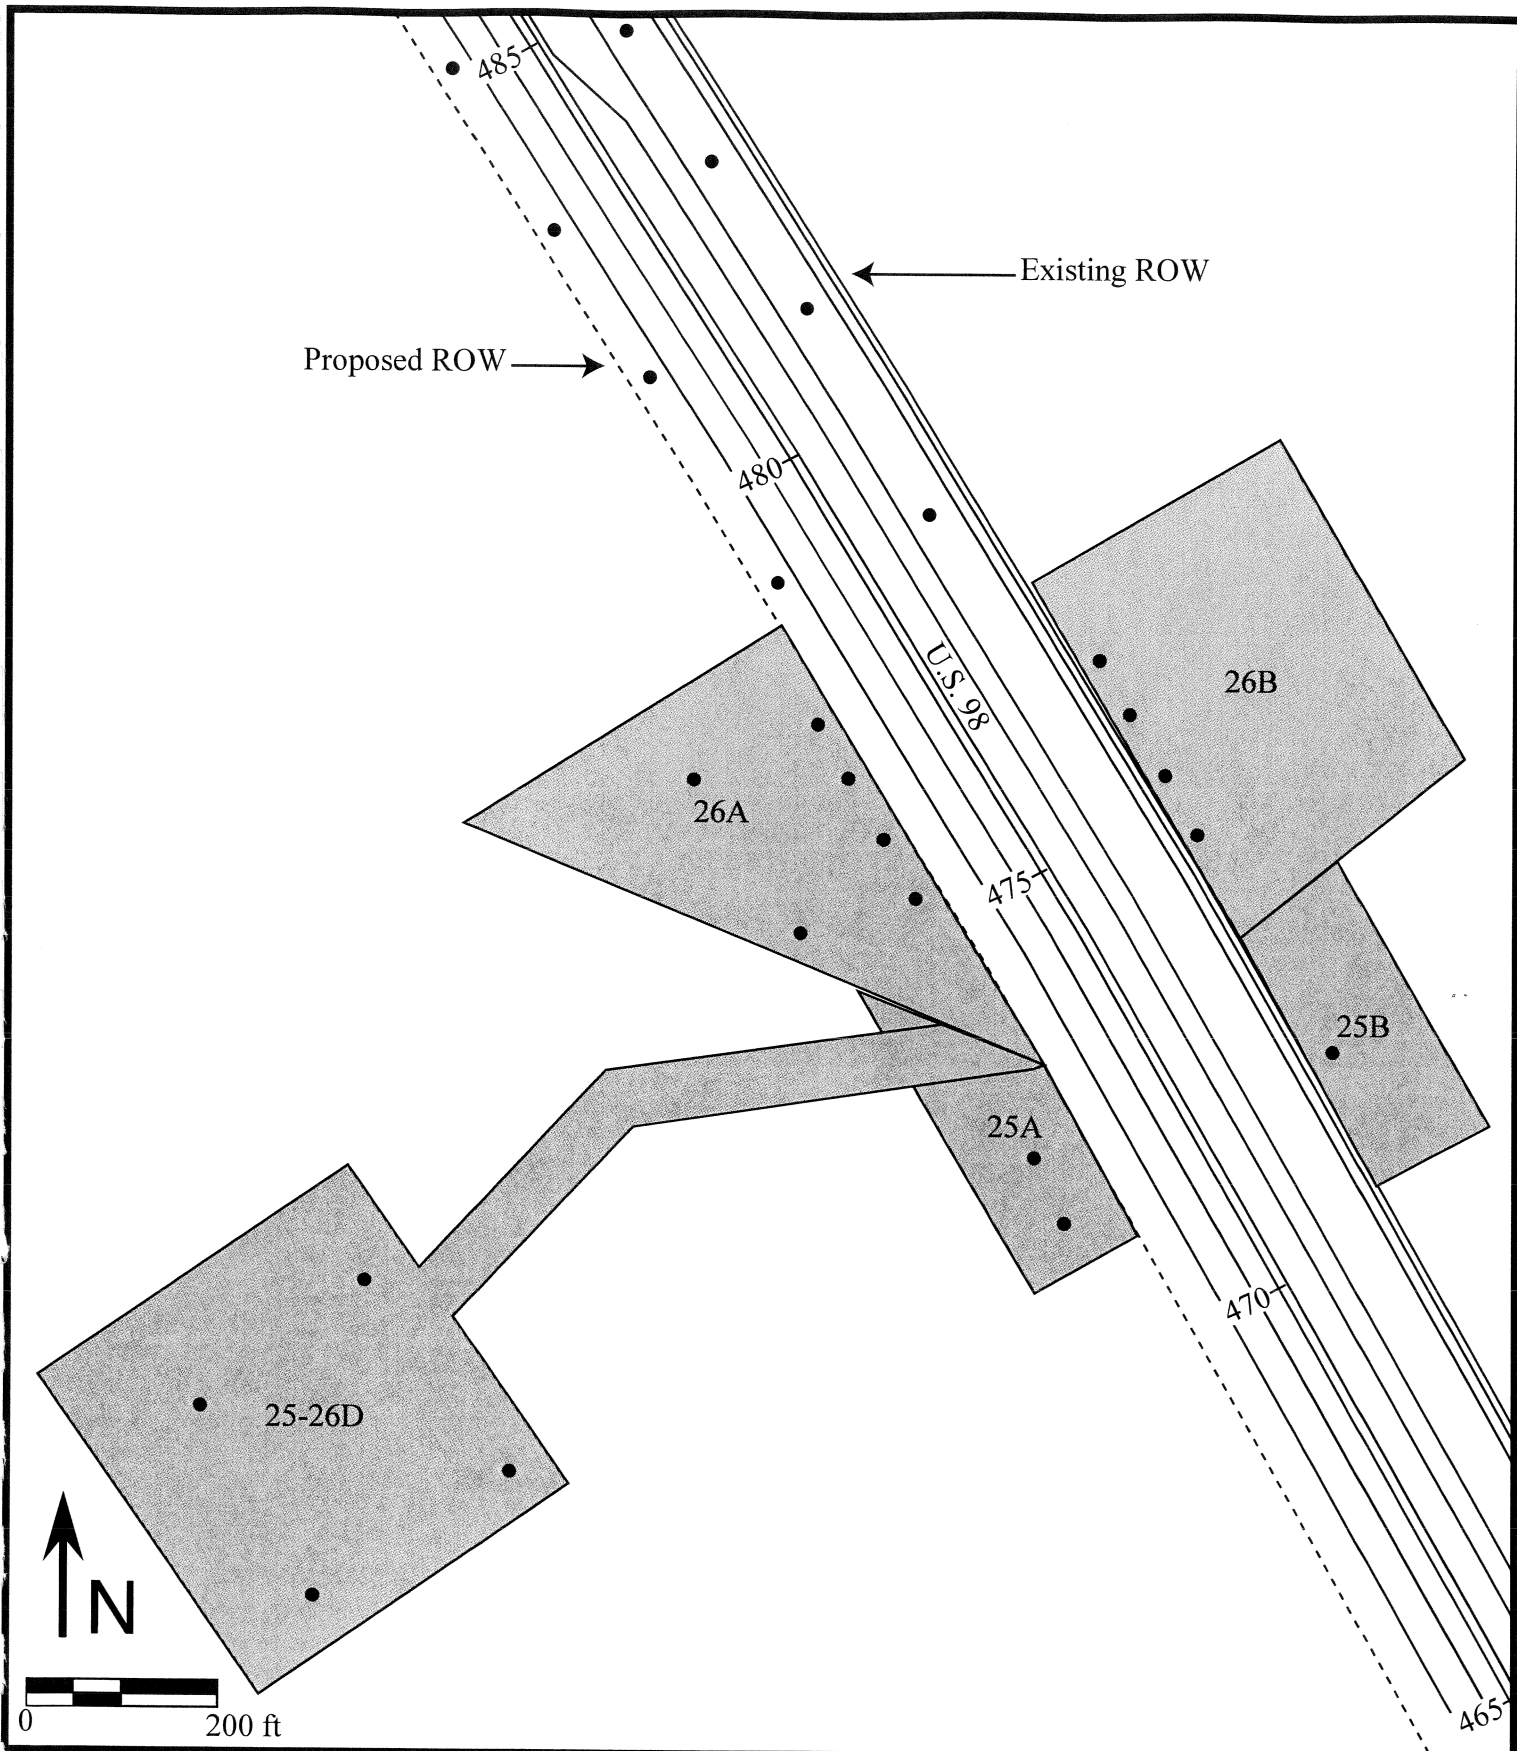 485
Existing ROW
Proposed ROW
480
U.S. 98
26B
26A
475
25B
25A
470
25-26D
N
0
200 ft
465